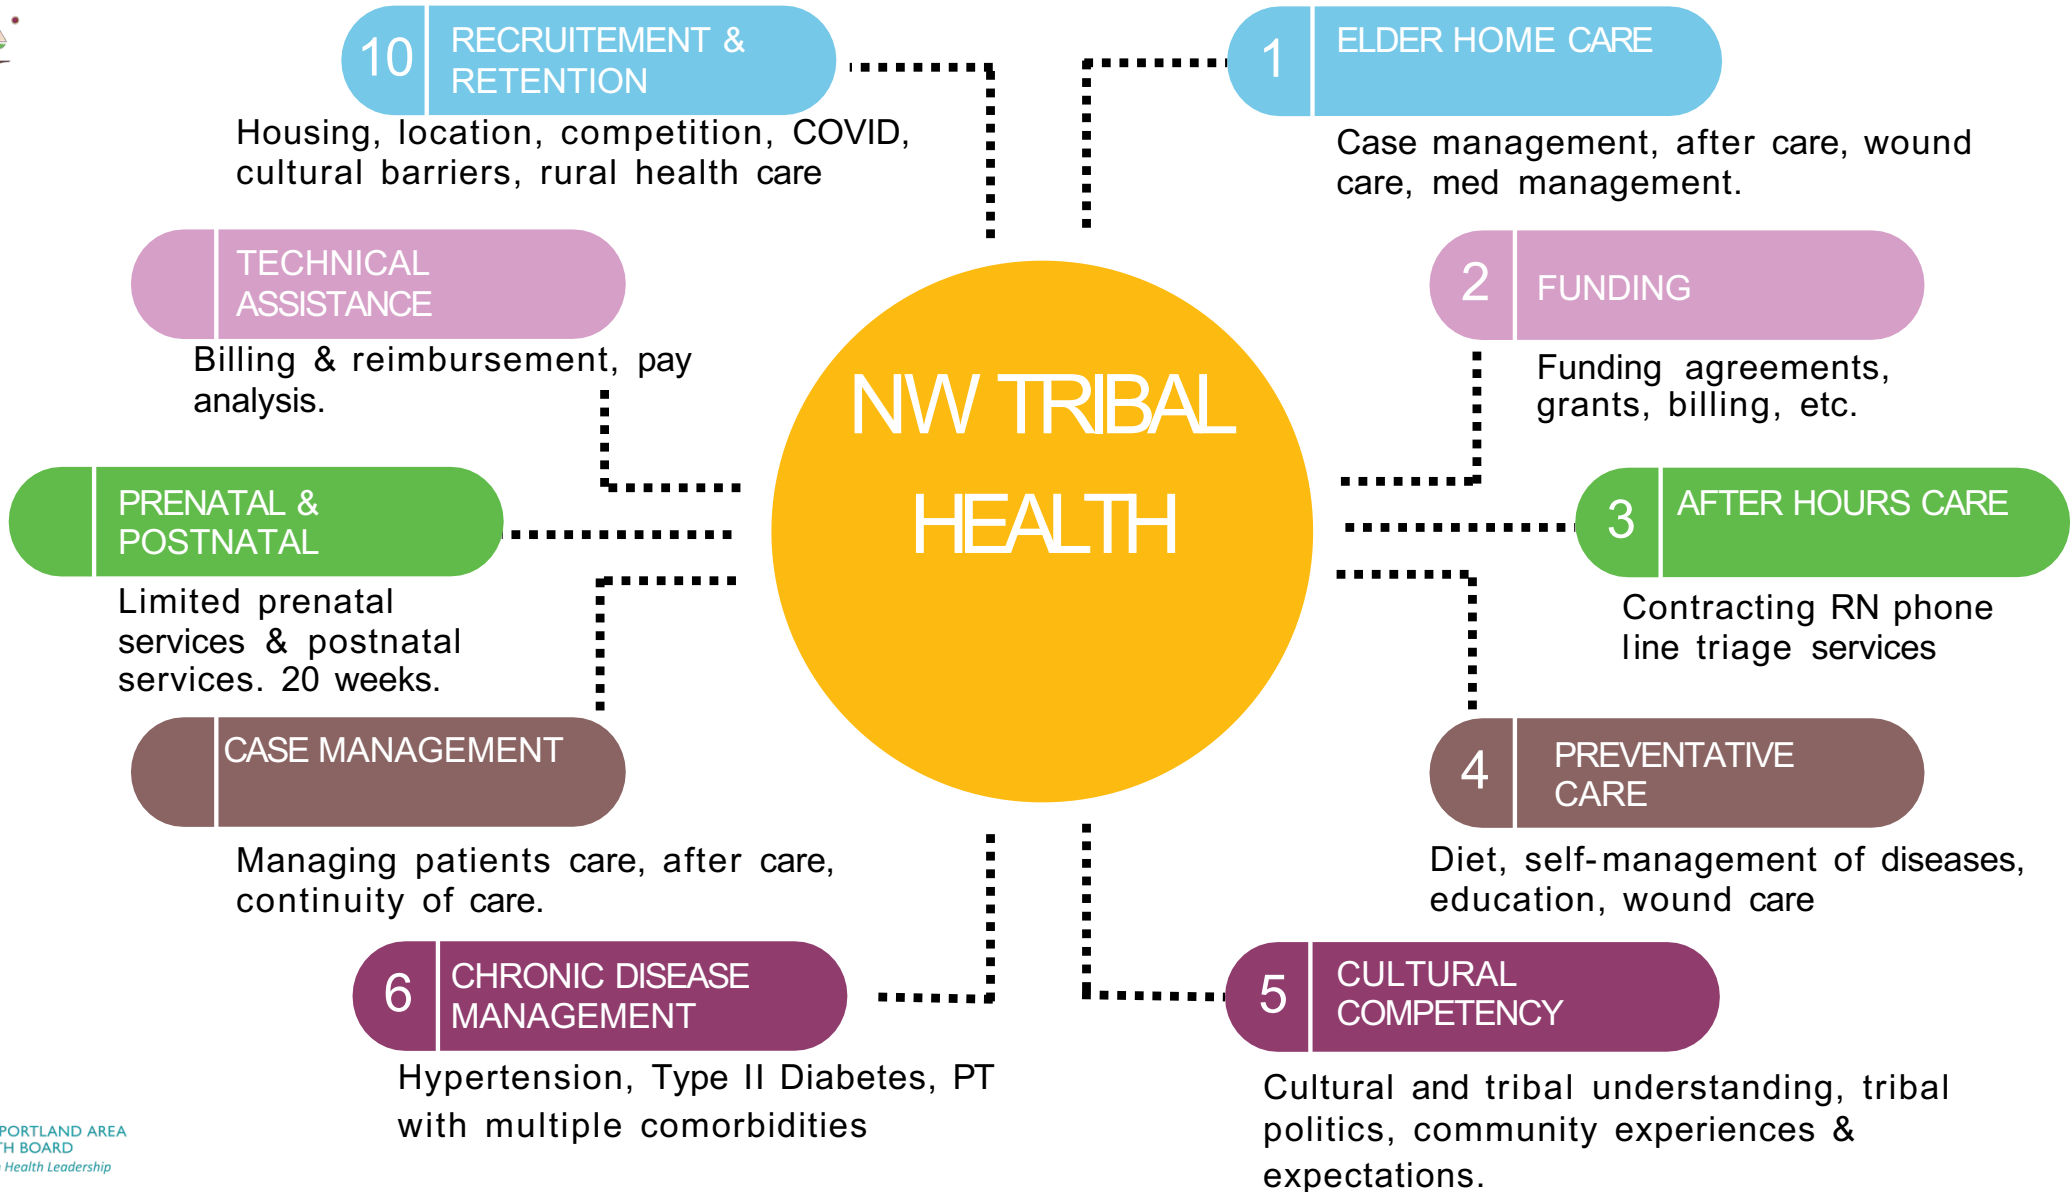 NW TRIBAL
HEALTH
1
ELDER HOME CARE
Case management, after care, wound
care, med management.
2
FUNDING
Funding agreements,
grants, billing, etc.
3
AFTER HOURS CARE
Contracting RN phone
line triage services
4
PREVENTATIVE
CARE
Diet, self-management of diseases,
education, wound care
5
CULTURAL
COMPETENCY
Cultural and tribal understanding, tribal
politics, community experiences &
expectations.
6
CHRONIC DISEASE
MANAGEMENT
Hypertension, Type II Diabetes, PT
with multiple comorbidities
CASE MANAGEMENT
Managing patients care, after care,
continuity of care.
PRENATAL &
POSTNATAL
Limited prenatal
services & postnatal
services. 20 weeks.
TECHNICAL
ASSISTANCE
Billing & reimbursement, pay
analysis.
10
RECRUITEMENT &
RETENTION
Housing, location, competition, COVID,
cultural barriers, rural health care
PORTLAND AREA
TH BOARD
Health Leadership